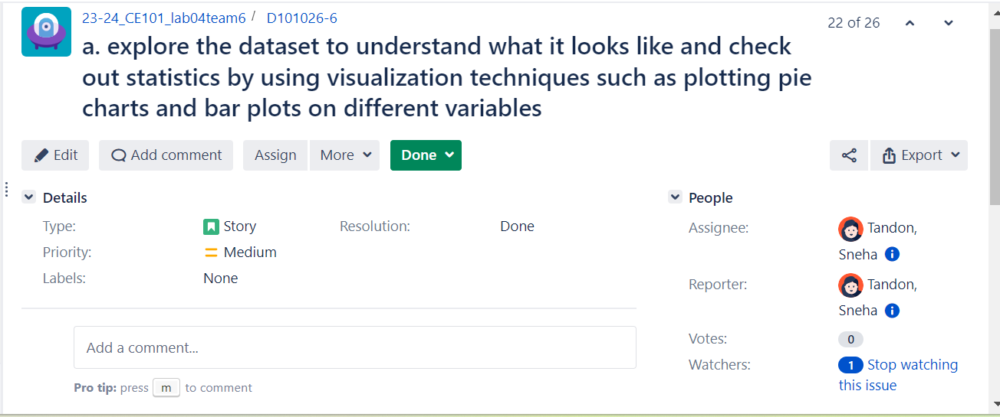 23-24_CE101_lab04team6 / D101026-6
22 of 26
a. explore the dataset to understand what it looks like and check
out statistics by using visualization techniques such as plotting pie
charts and bar plots on different variables
Edit Add comment Assign More Done Export
Details
Type: Story Resolution: Done
Priority: Medium
Labels: None
Add a comment...
Pro tip: press m to comment
People
Assignee: Tandon,
Sneha
Reporter: Tandon,
Sneha
Votes: 0
Watchers: 1 Stop watching
this issue